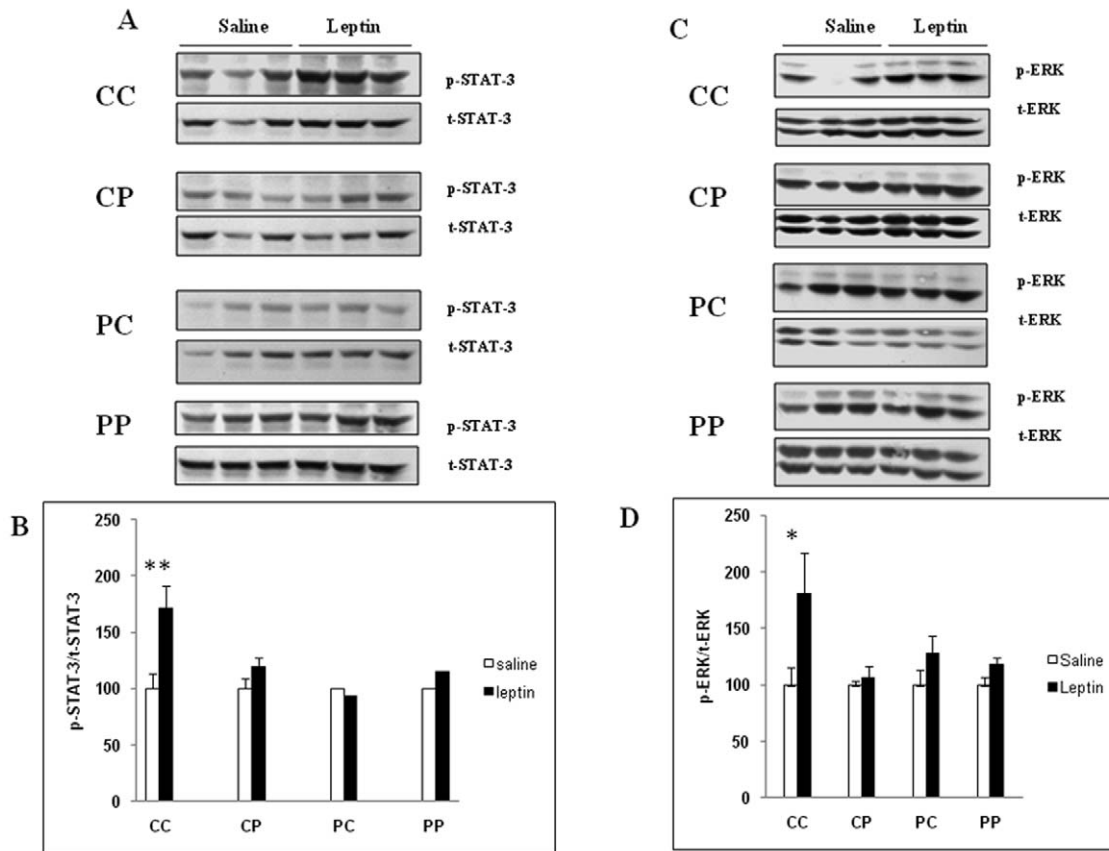 A
Saline Leptin
CC
p-STAT-3
t-STAT-3
CP
p-STAT-3
t-STAT-3
PC
p-STAT-3
t-STAT-3
PP
p-STAT-3
t-STAT-3
B
p-STAT-3/t-STAT-3
250
200
150
100
50
0
**
CC CP PC PP
saline
leptin
C
Saline Leptin
CC
p-ERK
t-ERK
CP
p-ERK
t-ERK
PC
p-ERK
t-ERK
PP
p-ERK
t-ERK
D
p-ERK/t-ERK
250
200
150
100
50
0
*
CC CP PC PP
Saline
Leptin